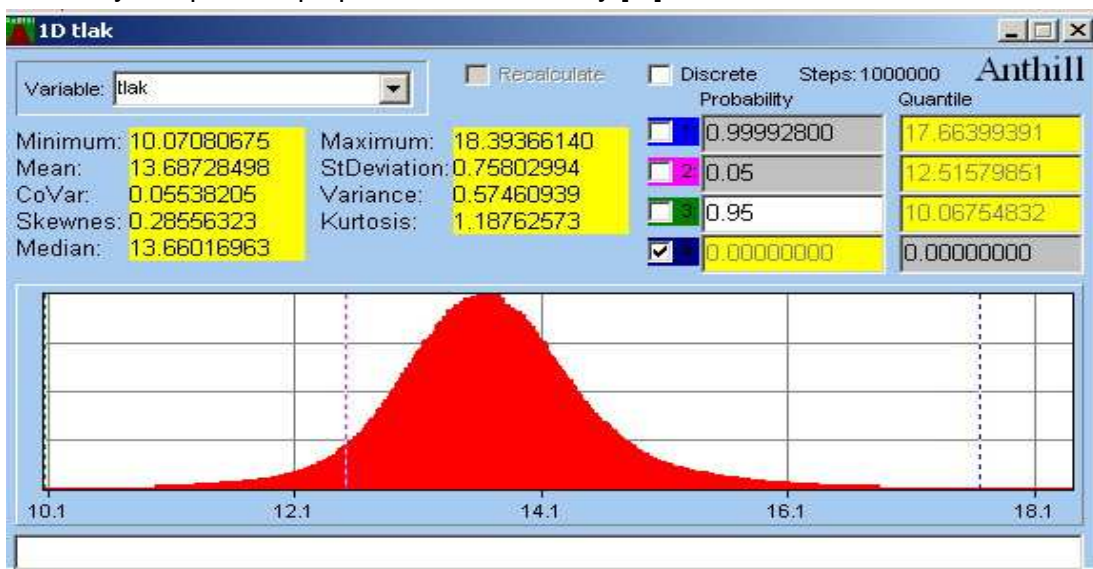 1D tlak
Variable: tlak
Recalculate
Discrete Steps: 1000000 Anthill
Probability Quantile
Minimum: 10.07080675 Maximum: 18.39366140
Mean: 13.68728498 StDeviation: 0.75802994
CoVar: 0.05538205 Variance: 0.57460939
Skewnes: 0.28556323 Kurtosis: 1.18762573
Median: 13.66016963
0.99992800 17.66399391
2: 0.05 12.51579851
3: 0.95 10.06754832
0.00000000 0.00000000
10.1 12.1 14.1 16.1 18.1